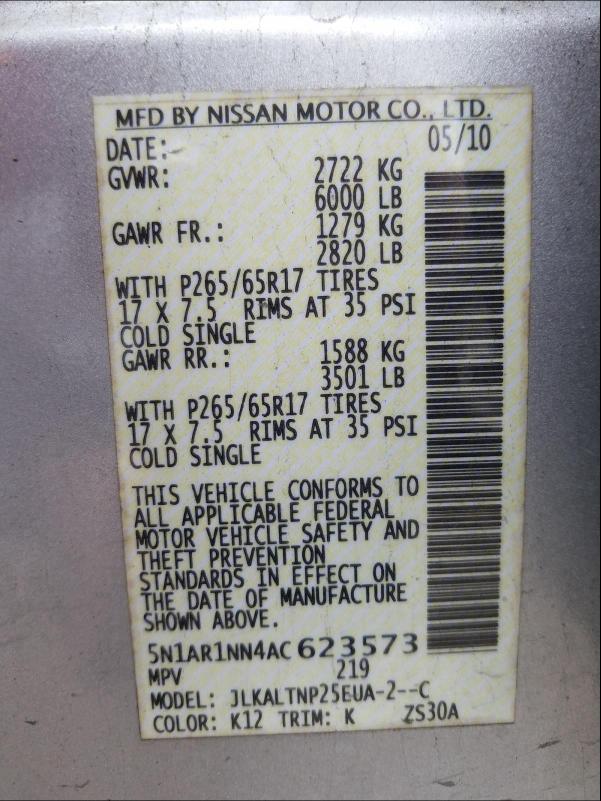 MFD BY NISSAN MOTOR CO., LTD.
DATE: 05/10
GVWR: 2722 KG
6000 LB
GAWR FR.: 1279 KG
2820 LB
WITH P265/65R17 TIRES
17 X 7.5 RIMS AT 35 PSI
COLD SINGLE
GAWR RR.: 1588 KG
3501 LB
WITH P265/65R17 TIRES
17 X 7.5 RIMS AT 35 PSI
COLD SINGLE
THIS VEHICLE CONFORMS TO
ALL APPLICABLE FEDERAL
MOTOR VEHICLE SAFETY AND
THEFT PREVENTION
STANDARDS IN EFFECT ON
THE DATE OF MANUFACTURE
SHOWN ABOVE.
5N1AR1NN4AC 623573
MPV 219
MODEL: JLKALTNP25EUA-2--C
COLOR: K12 TRIM: K ZS30A